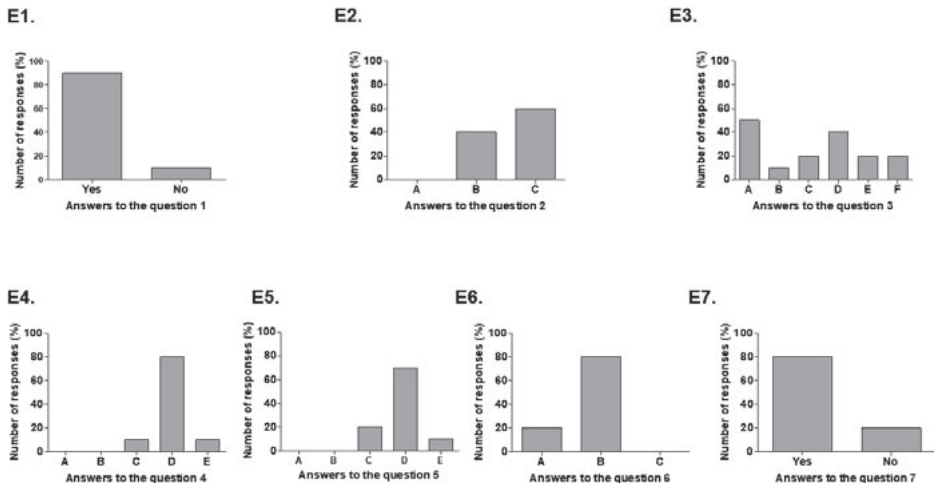 E1.
E2.
E3.
Number of responses (%)
100
80
60
40
20
0
Yes No
Answers to the question 1
Number of responses (%)
100
80
60
40
20
0
A B C
Answers to the question 2
Number of responses (%)
100
80
60
40
20
0
A B C D E F
Answers to the question 3
E4.
E5.
E6.
E7.
Number of responses (%)
100
80
60
40
20
0
A B C D E
Answers to the question 4
Number of responses (%)
100
80
60
40
20
0
A B C D E
Answers to the question 5
Number of responses (%)
100
80
60
40
20
0
A B C
Answers to the question 6
Number of responses (%)
100
80
60
40
20
0
Yes No
Answers to the question 7